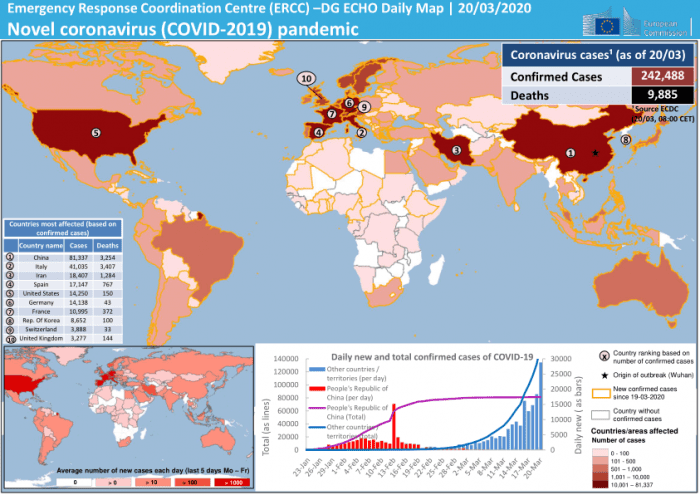 Emergency Response Coordination Centre (ERCC) –DG ECHO Daily Map | 20/03/2020
Novel coronavirus (COVID-2019) pandemic
European
Commission
Coronavirus cases¹ (as of 20/03)
Confirmed Cases 242,488
Deaths 9,885
¹Source ECDC
(20/03, 08:00 CET)
10
6
9
7
5
4
2
3
1
8
Countries most affected (based on
confirmed cases)
Country name Cases Deaths
1 China 81,337 3,254
2 Italy 41,035 3,407
3 Iran 18,407 1,284
4 Spain 17,147 767
5 United States 14,250 150
6 Germany 14,138 43
7 France 10,995 372
8 Rep. Of Korea 8,652 100
9 Switzerland 3,888 33
10 United Kingdom 3,277 144
Average number of new cases each day (last 5 days Mo – Fr)
0 > 0 > 10 > 100 > 1000
Daily new and total confirmed cases of COVID-19
Other countries /
territories (per day)
People's Republic of
China (per day)
People's Republic of
China (Total)
Other countries /
territories (total)
Total (as lines)
140000
120000
100000
80000
60000
40000
20000
0
Daily new ( as bars)
30000
25000
20000
15000
10000
5000
0
23-Jan
26-Jan
29-Jan
1-Feb
4-Feb
7-Feb
10-Feb
13-Feb
16-Feb
19-Feb
22-Feb
25-Feb
28-Feb
2-Mar
5-Mar
8-Mar
11-Mar
14-Mar
17-Mar
20-Mar
x Country ranking based on
number of confirmed cases
Origin of outbreak (Wuhan)
New confirmed cases
since 19-03-2020
Country without
confirmed cases
Countries/areas affected
Number of cases
0 - 100
101 - 500
501 - 1,000
1,001 - 10,000
10,001 - 81,337